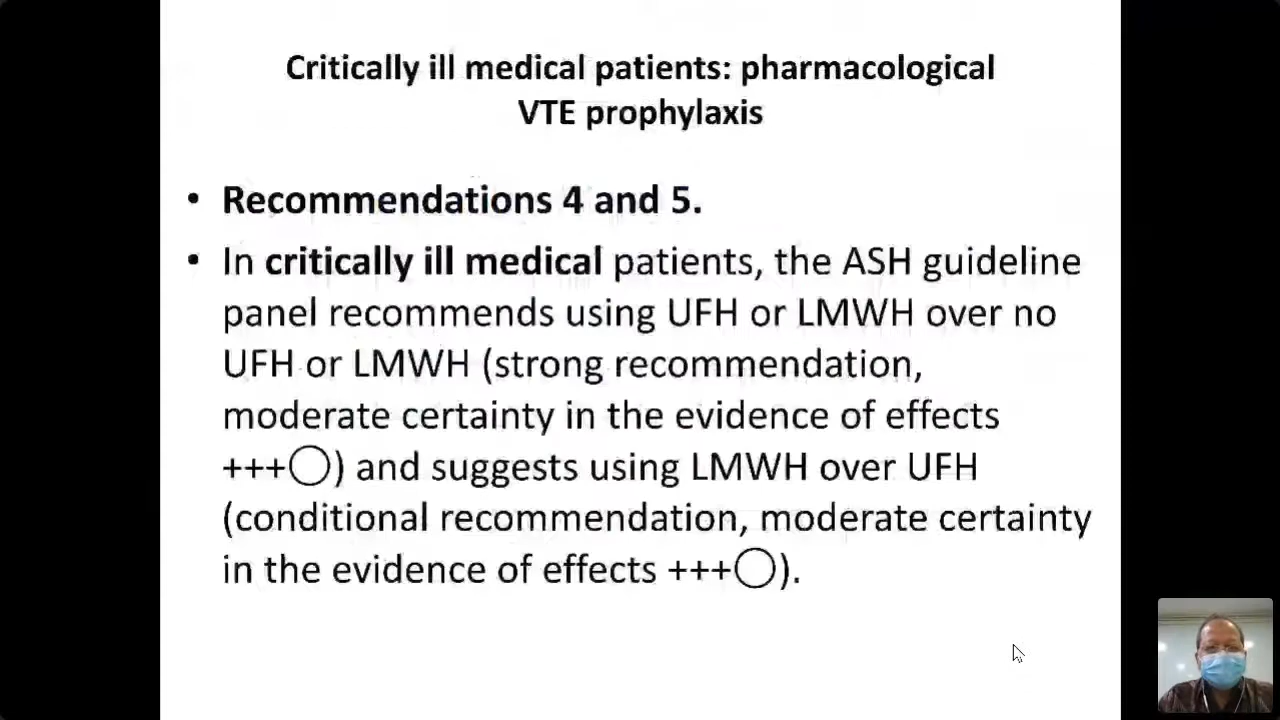 Critically ill medical patients: pharmacological
VTE prophylaxis
• Recommendations 4 and 5.
• In critically ill medical patients, the ASH guideline
panel recommends using UFH or LMWH over no
UFH or LMWH (strong recommendation,
moderate certainty in the evidence of effects
+++◯) and suggests using LMWH over UFH
(conditional recommendation, moderate certainty
in the evidence of effects +++◯).